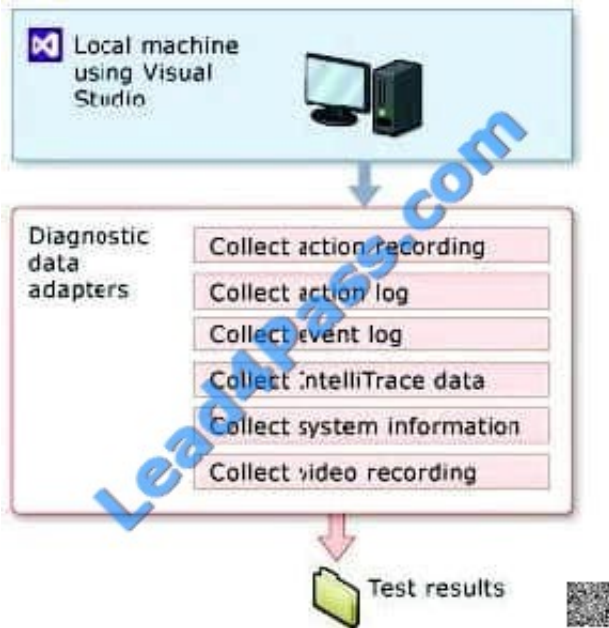 Local machine
using Visual
Studio
Diagnostic
data
adapters
Collect action recording
Collect action log
Collect event log
Collect IntelliTrace data
Collect system information
Collect video recording
Test results
Lead4Pass.com